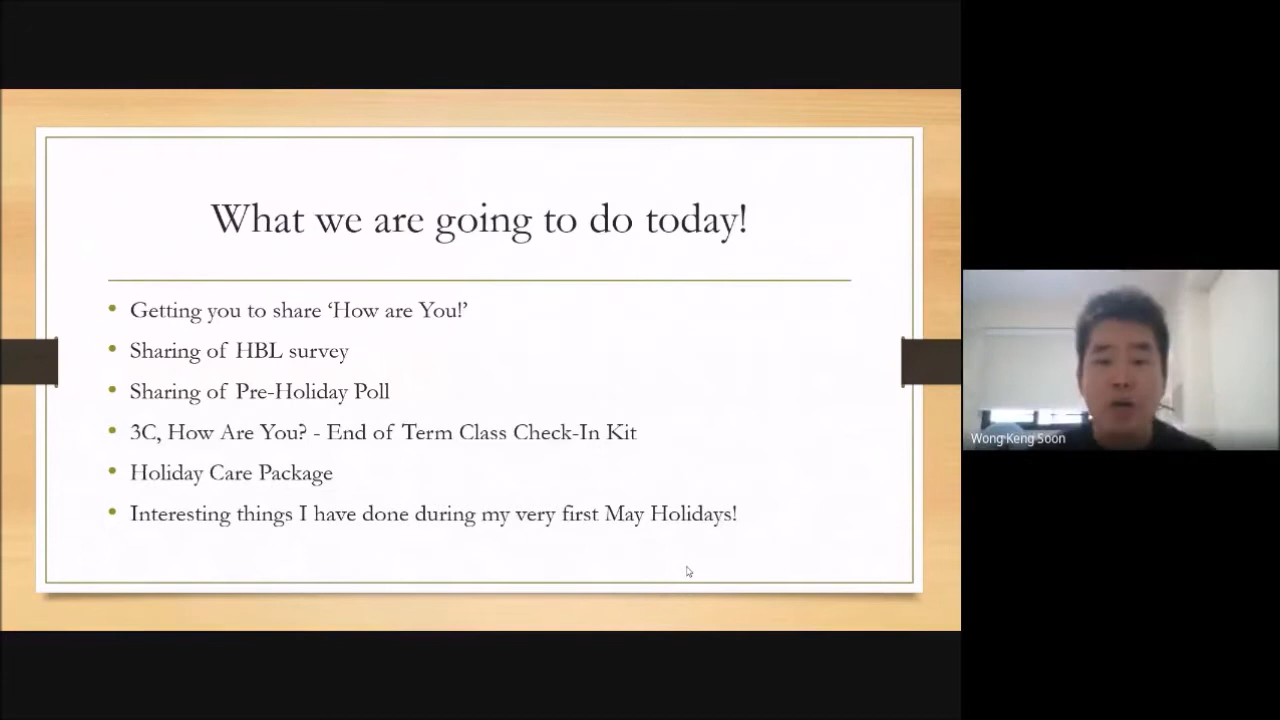 What we are going to do today!
Getting you to share ‘How are You!’
Sharing of HBL survey
Sharing of Pre-Holiday Poll
3C, How Are You? - End of Term Class Check-In Kit
Holiday Care Package
Interesting things I have done during my very first May Holidays!
Wong Keng Soon